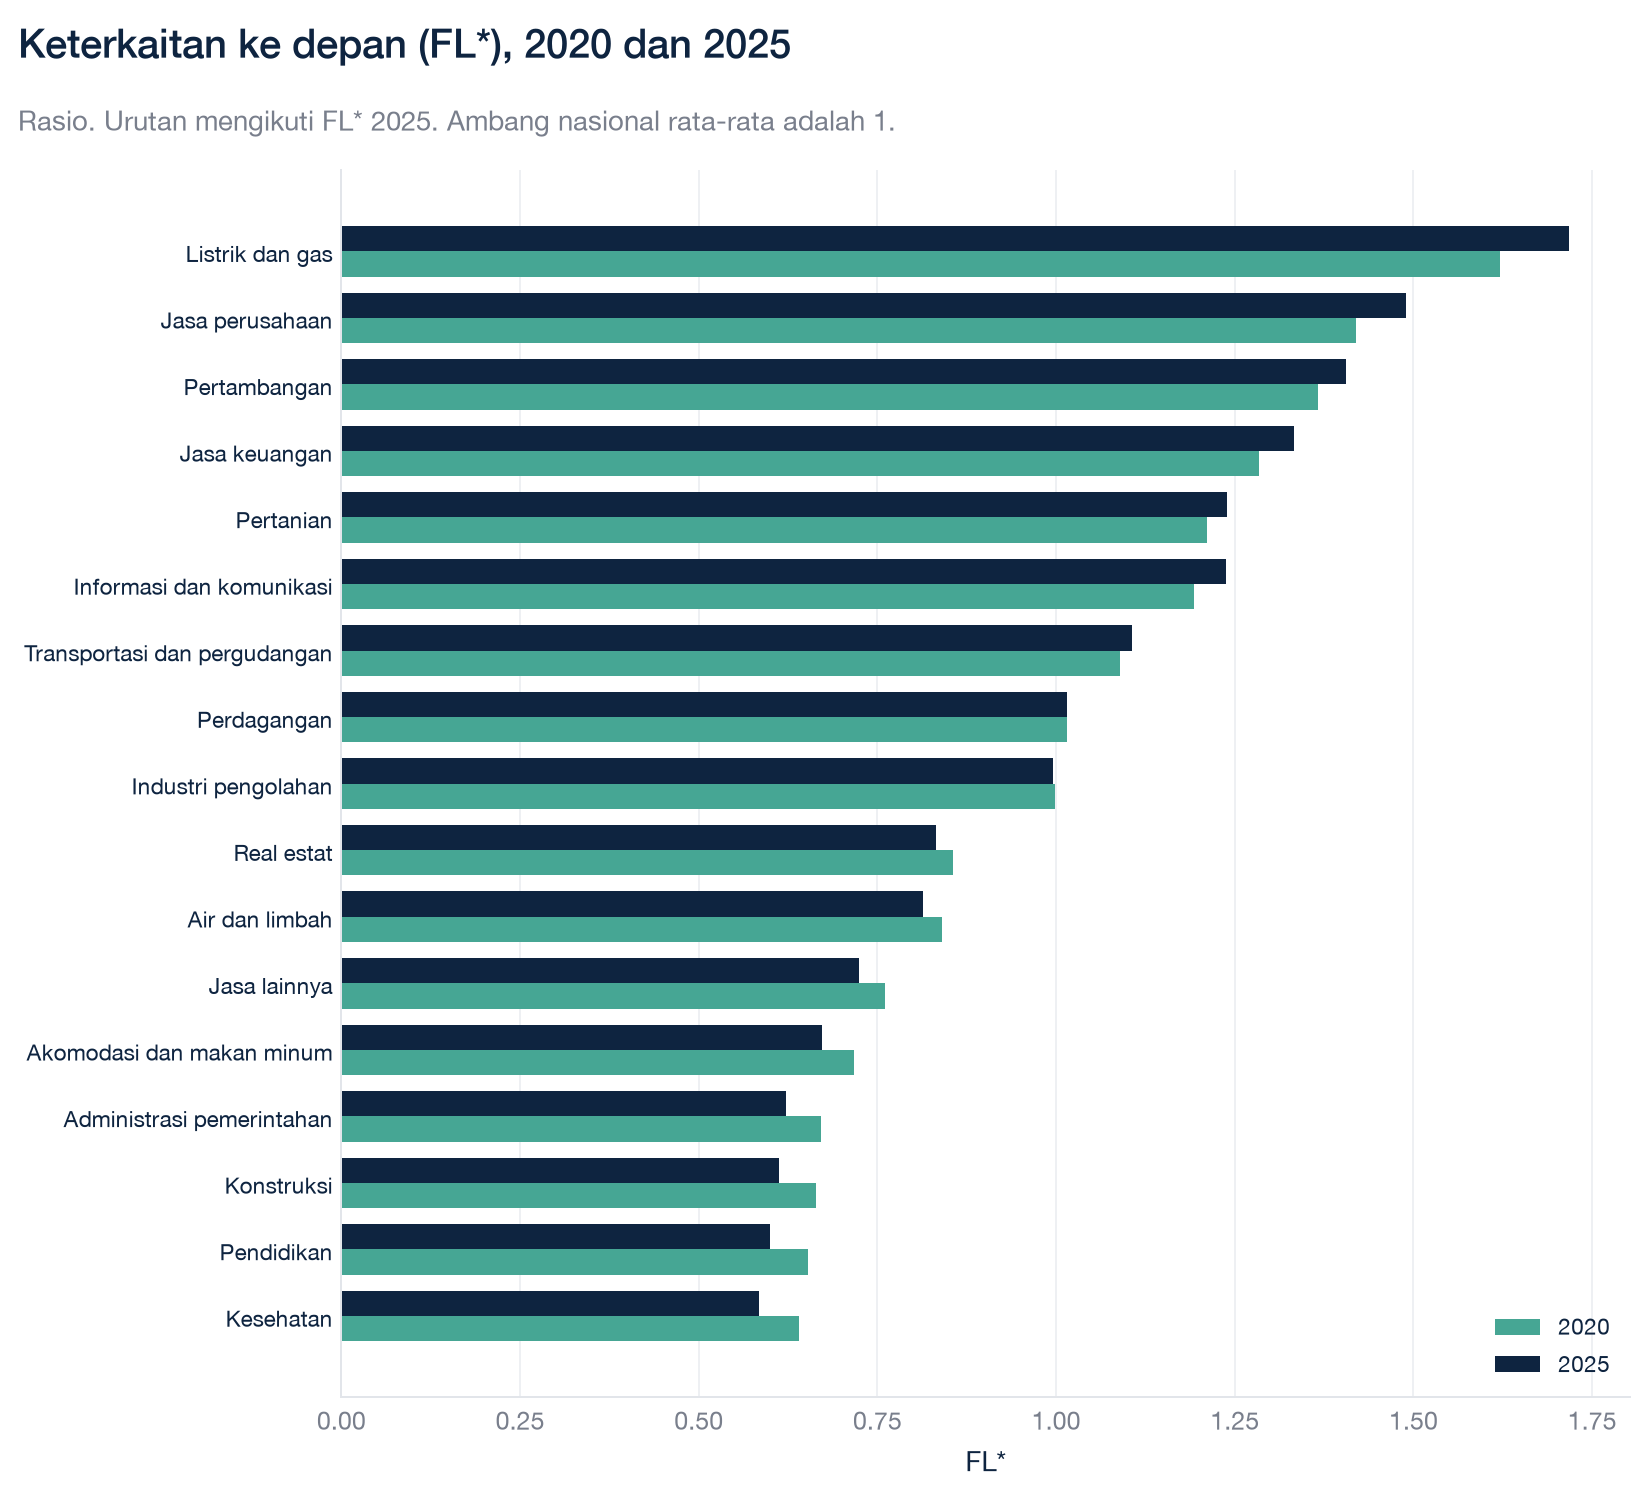 Keterkaitan ke depan (FL*), 2020 dan 2025
Rasio. Urutan mengikuti FL* 2025. Ambang nasional rata-rata adalah 1.
Listrik dan gas
Jasa perusahaan
Pertambangan
Jasa keuangan
Pertanian
Informasi dan komunikasi
Transportasi dan pergudangan
Perdagangan
Industri pengolahan
Real estat
Air dan limbah
Jasa lainnya
Akomodasi dan makan minum
Administrasi pemerintahan
Konstruksi
Pendidikan
Kesehatan
2020
2025
0.00 0.25 0.50 0.75 1.00 1.25 1.50 1.75
FL*